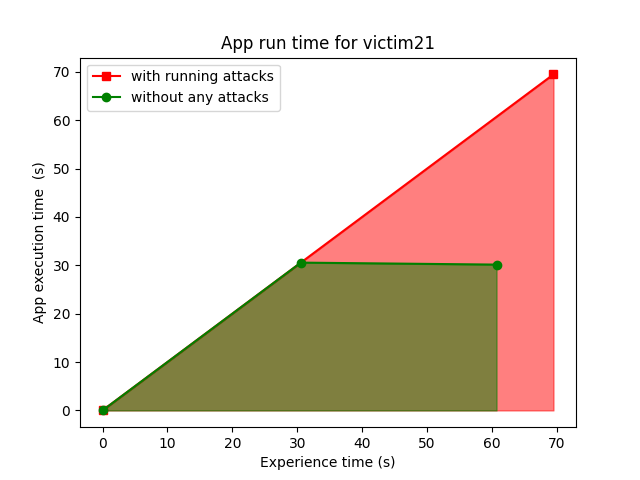 App run time for victim21
with running attacks
without any attacks
App execution time  (s)
70
60
50
40
30
20
10
0
0 10 20 30 40 50 60 70
Experience time (s)